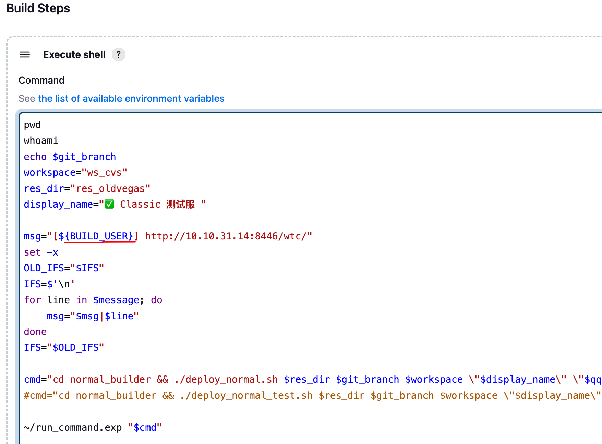 Build Steps
Execute shell ?
Command
See the list of available environment variables
pwd
whoami
echo $git_branch
workspace="ws_cvs"
res_dir="res_oldvegas"
display_name="✅ Classic 测试服 "
msg="[${BUILD_USER}] http://10.10.31.14:8446/wtc/"
set -x
OLD_IFS="$IFS"
IFS=$'\n'
for line in $message; do
    msg="$msg|$line"
done
IFS="$OLD_IFS"
cmd="cd normal_builder && ./deploy_normal.sh $res_dir $git_branch $workspace \"$display_name\" \"$qq
#cmd="cd normal_builder && ./deploy_normal_test.sh $res_dir $git_branch $workspace \"$display_name\"
~/run_command.exp "$cmd"